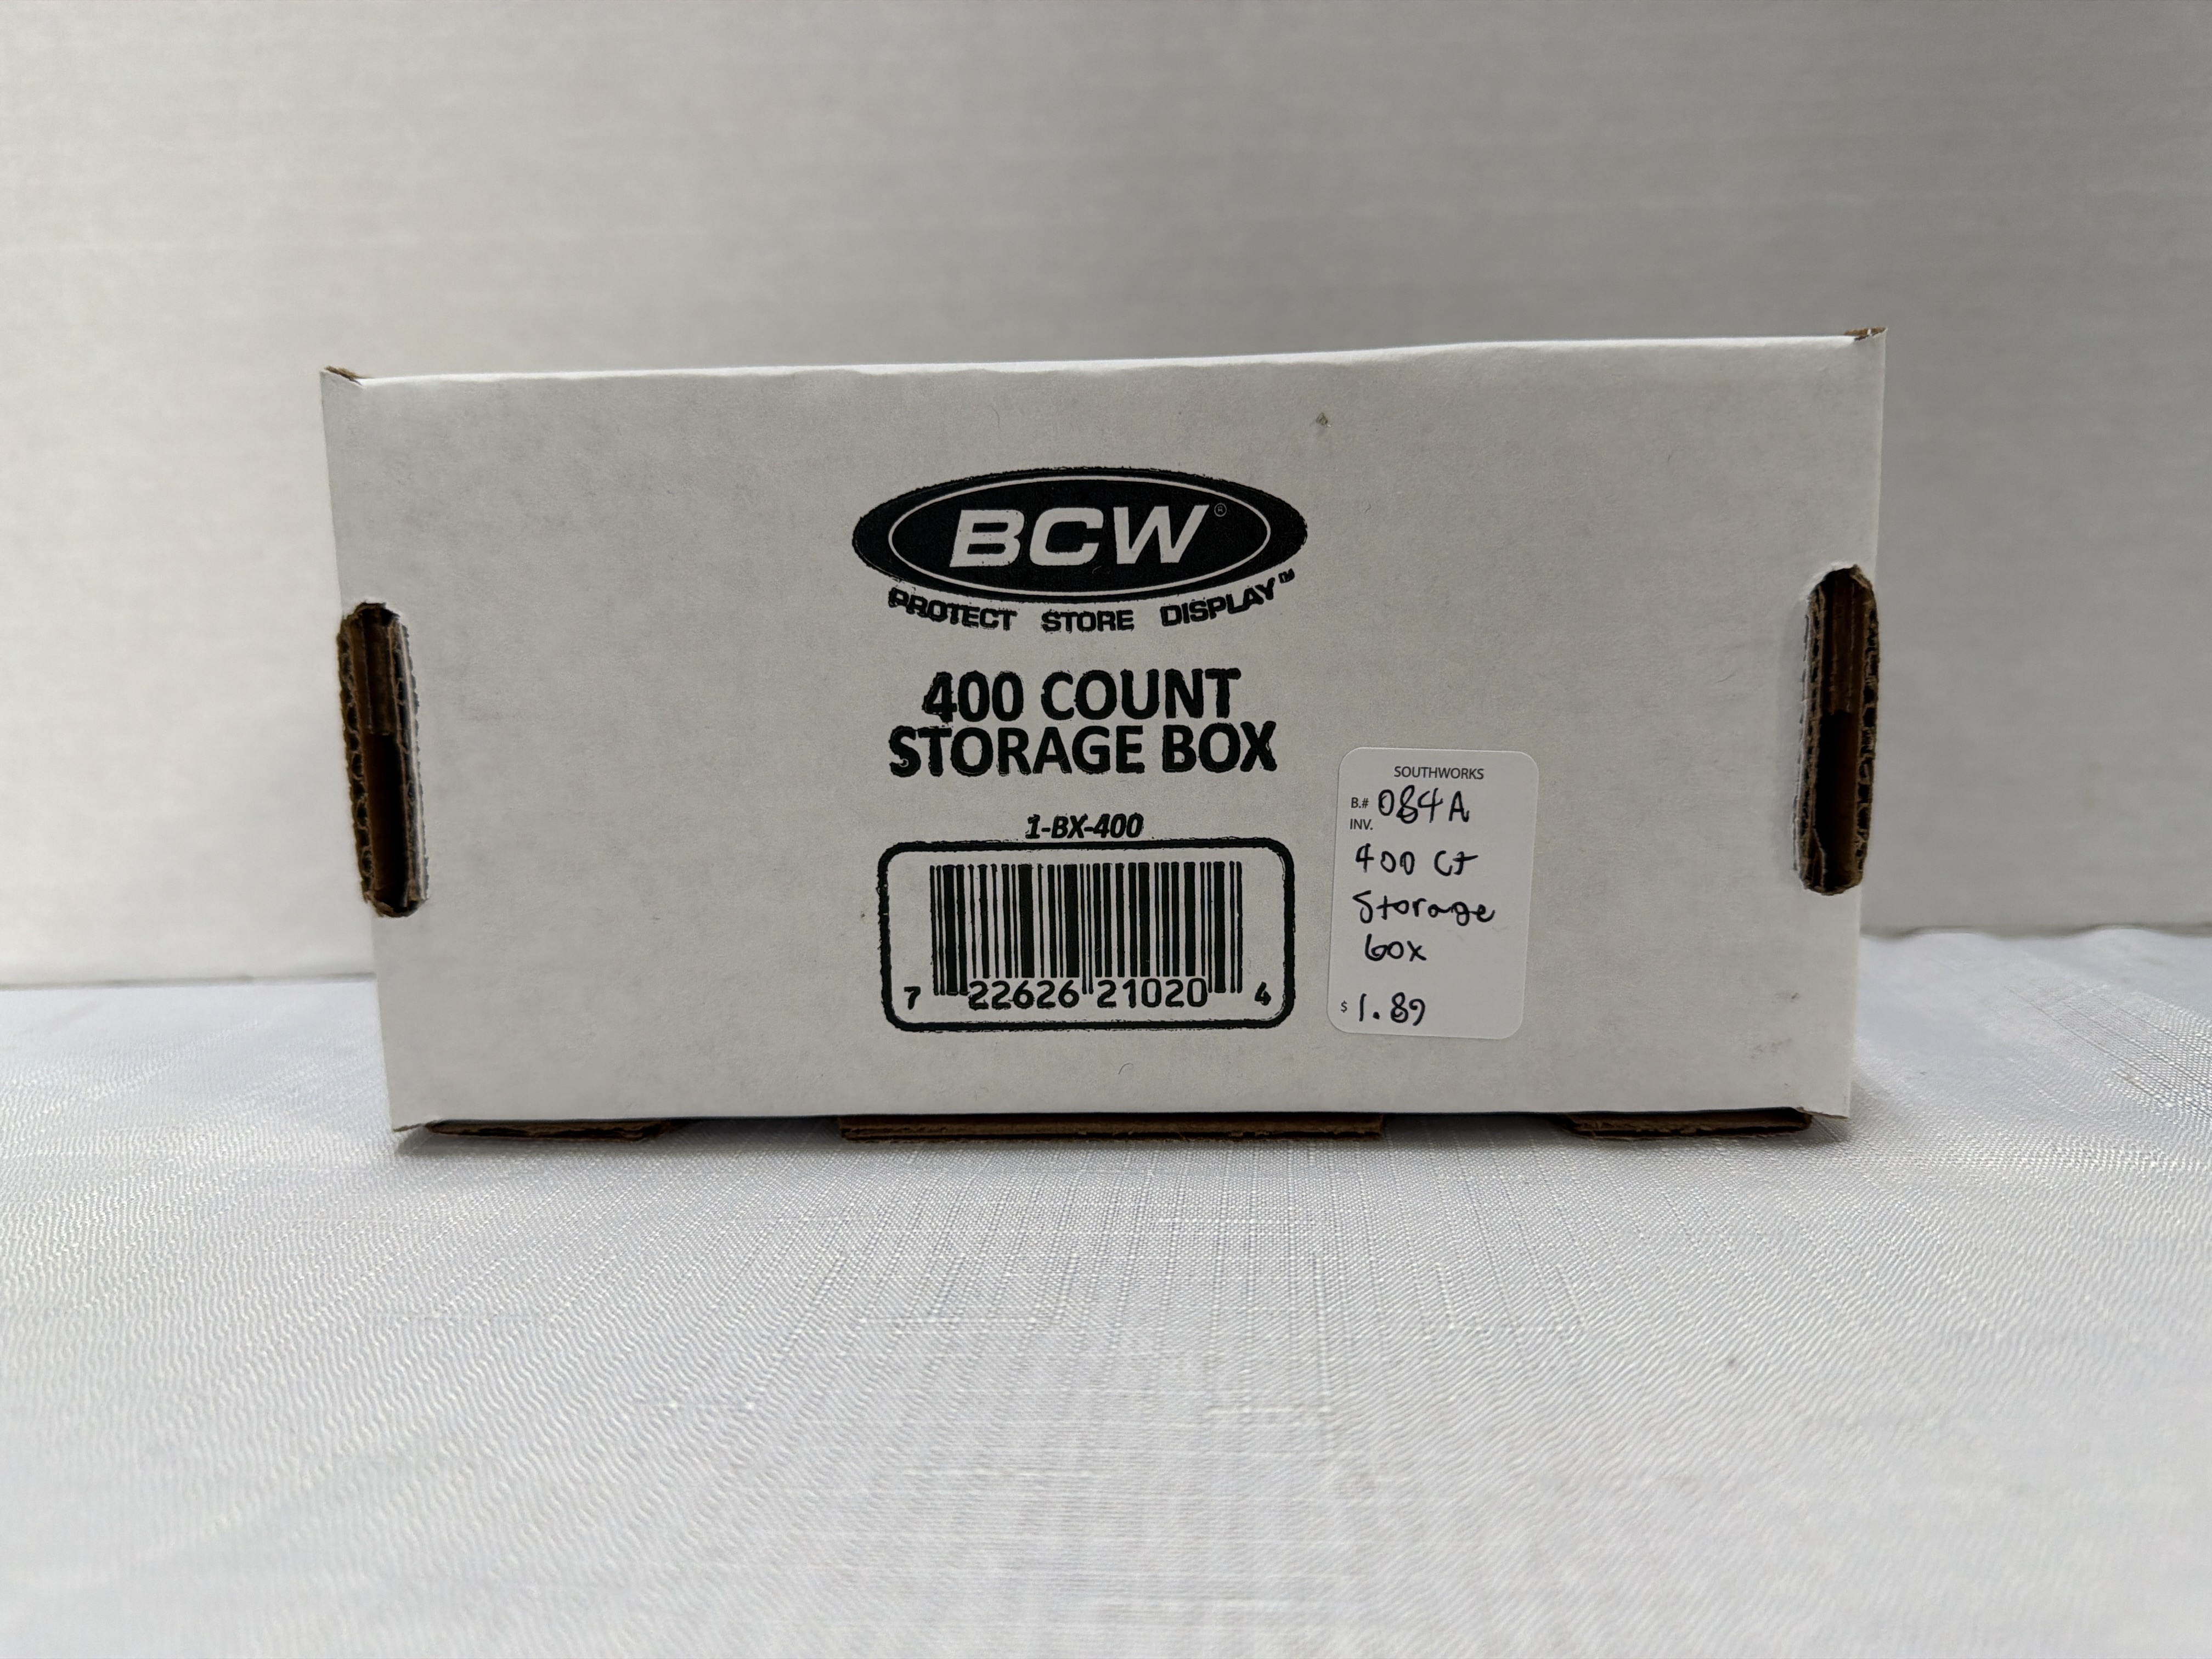 BCW®
PROTECT STORE DISPLAY™
400 COUNT
STORAGE BOX
1-BX-400
7 22626 21020 4
SOUTHWORKS
B.# 084A
INV.
400 ct
Storage
box
$ 1.89